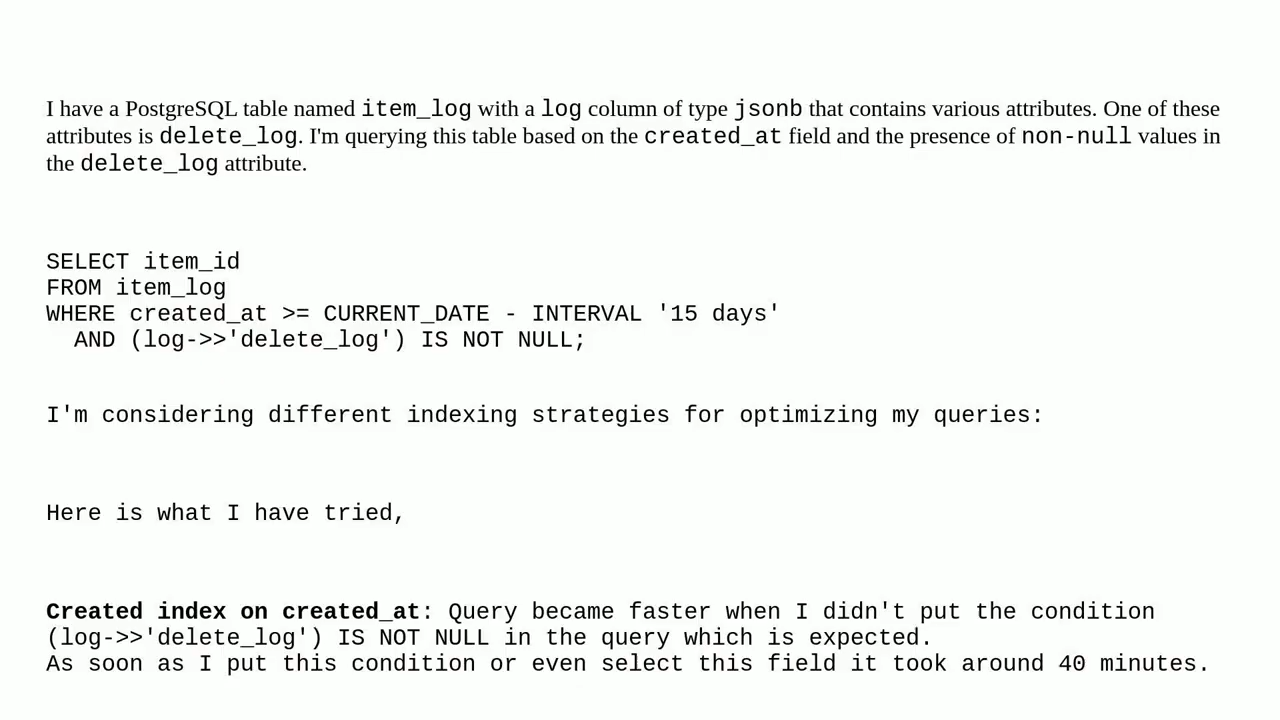 I have a PostgreSQL table named item_log with a log column of type jsonb that contains various attributes. One of these
attributes is delete_log. I'm querying this table based on the created_at field and the presence of non-null values in
the delete_log attribute.
SELECT item_id
FROM item_log
WHERE created_at >= CURRENT_DATE - INTERVAL '15 days'
  AND (log->>'delete_log') IS NOT NULL;
I'm considering different indexing strategies for optimizing my queries:
Here is what I have tried,
Created index on created_at: Query became faster when I didn't put the condition
(log->>'delete_log') IS NOT NULL in the query which is expected.
As soon as I put this condition or even select this field it took around 40 minutes.